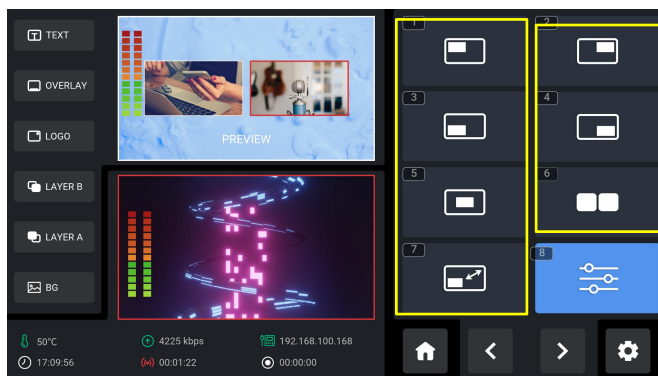 TEXT
OVERLAY
LOGO
LAYER B
LAYER A
BG
PREVIEW
1
2
3
4
5
6
7
8
50°C
4225 kbps
192.168.100.168
17:09:56
00:01:22
00:00:00